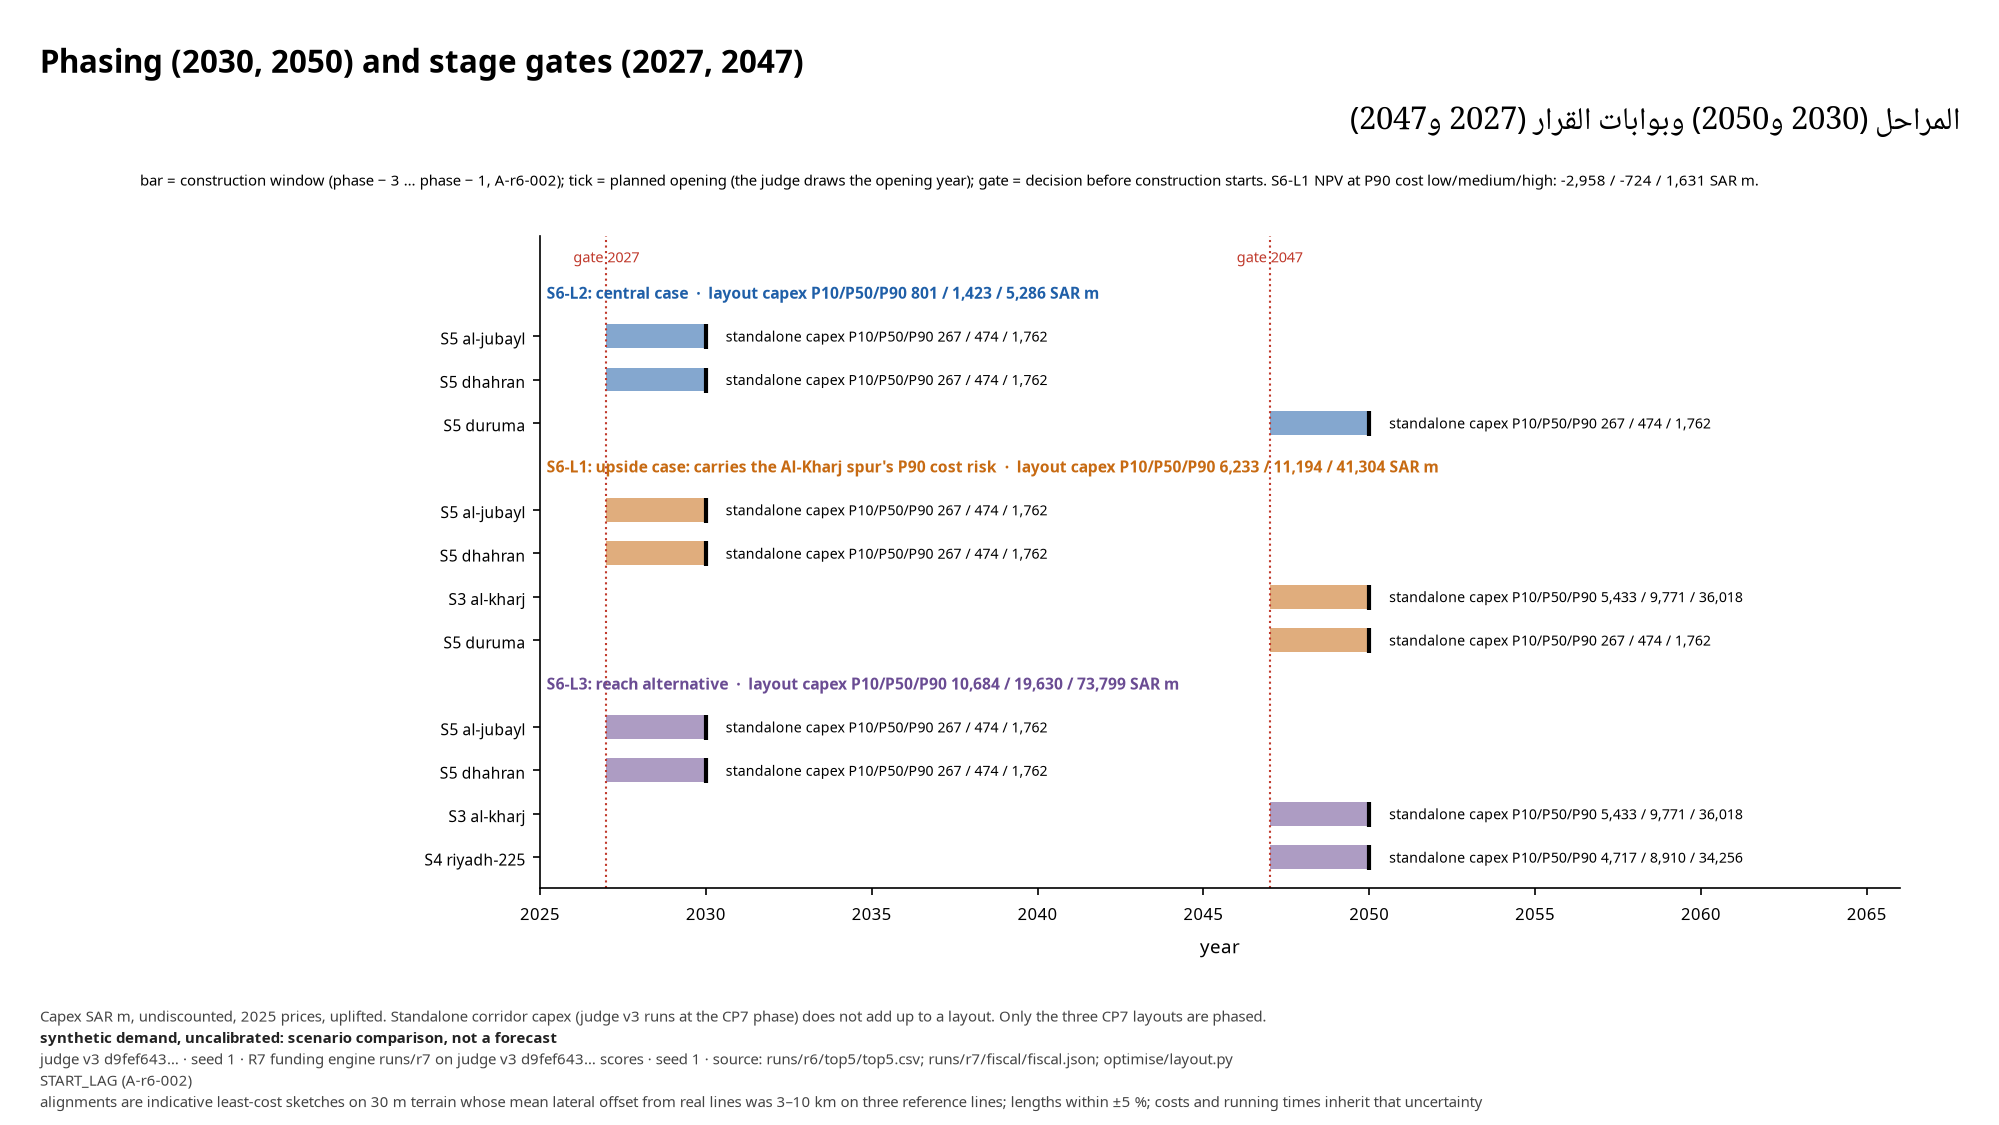 Phasing (2030, 2050) and stage gates (2027, 2047)
المراحل (2030 و2050) وبوابات القرار (2027 و2047)
bar = construction window (phase − 3 … phase − 1, A-r6-002); tick = planned opening (the judge draws the opening year); gate = decision before construction starts. S6-L1 NPV at P90 cost low/medium/high: -2,958 / -724 / 1,631 SAR m.
gate 2027
gate 2047
S6-L2: central case · layout capex P10/P50/P90 801 / 1,423 / 5,286 SAR m
S5 al-jubayl
standalone capex P10/P50/P90 267 / 474 / 1,762
S5 dhahran
standalone capex P10/P50/P90 267 / 474 / 1,762
S5 duruma
standalone capex P10/P50/P90 267 / 474 / 1,762
S6-L1: upside case: carries the Al-Kharj spur's P90 cost risk · layout capex P10/P50/P90 6,233 / 11,194 / 41,304 SAR m
S5 al-jubayl
standalone capex P10/P50/P90 267 / 474 / 1,762
S5 dhahran
standalone capex P10/P50/P90 267 / 474 / 1,762
S3 al-kharj
standalone capex P10/P50/P90 5,433 / 9,771 / 36,018
S5 duruma
standalone capex P10/P50/P90 267 / 474 / 1,762
S6-L3: reach alternative · layout capex P10/P50/P90 10,684 / 19,630 / 73,799 SAR m
S5 al-jubayl
standalone capex P10/P50/P90 267 / 474 / 1,762
S5 dhahran
standalone capex P10/P50/P90 267 / 474 / 1,762
S3 al-kharj
standalone capex P10/P50/P90 5,433 / 9,771 / 36,018
S4 riyadh-225
standalone capex P10/P50/P90 4,717 / 8,910 / 34,256
2025 2030 2035 2040 2045 2050 2055 2060 2065
year
Capex SAR m, undiscounted, 2025 prices, uplifted. Standalone corridor capex (judge v3 runs at the CP7 phase) does not add up to a layout. Only the three CP7 layouts are phased.
synthetic demand, uncalibrated: scenario comparison, not a forecast
judge v3 d9fef643… · seed 1 · R7 funding engine runs/r7 on judge v3 d9fef643… scores · seed 1 · source: runs/r6/top5/top5.csv; runs/r7/fiscal/fiscal.json; optimise/layout.py
START_LAG (A-r6-002)
alignments are indicative least-cost sketches on 30 m terrain whose mean lateral offset from real lines was 3–10 km on three reference lines; lengths within ±5 %; costs and running times inherit that uncertainty